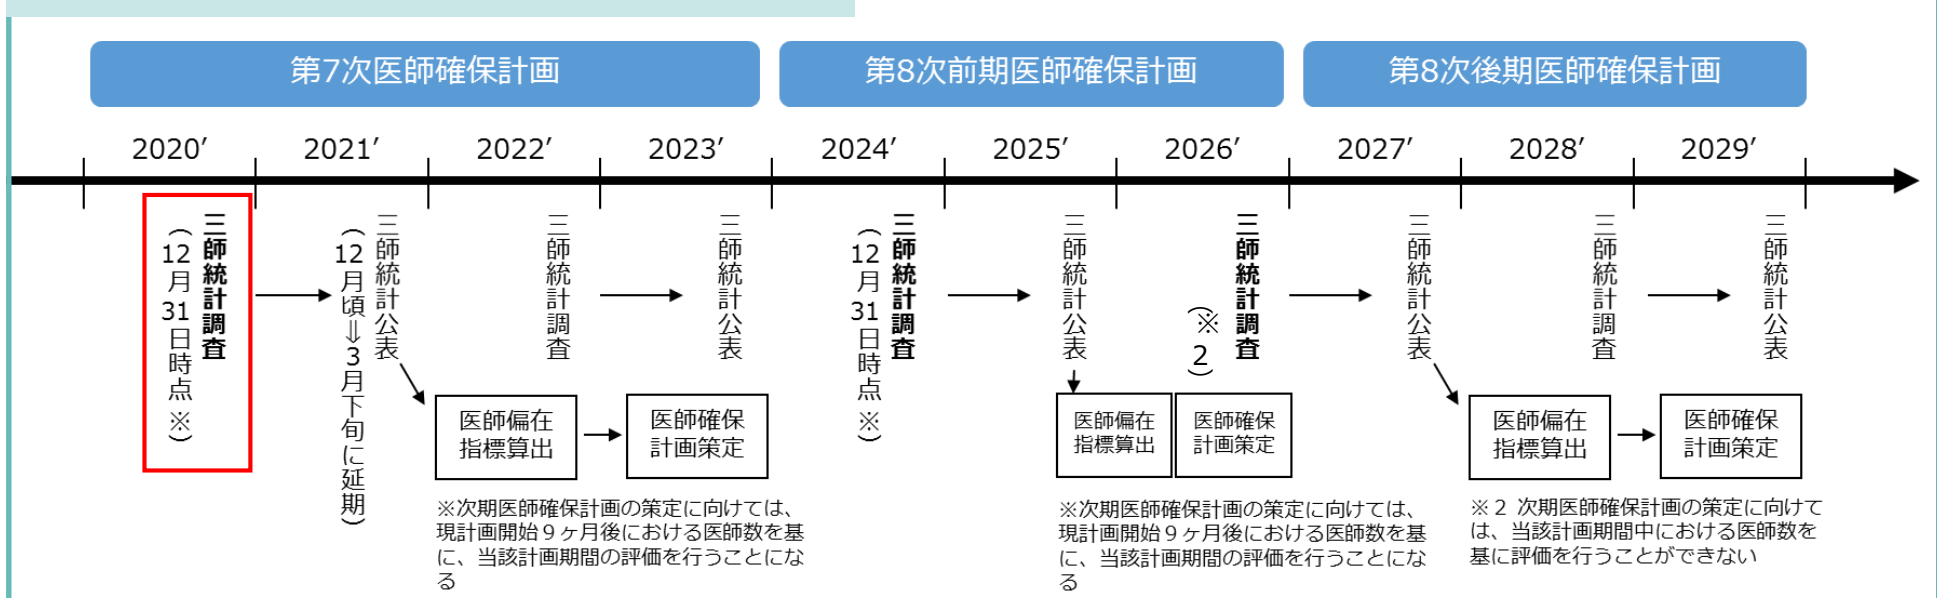 第7次医師確保計画
第8次前期医師確保計画
第8次後期医師確保計画
2020′
2021′
2022′
2023′
2024′
2025′
2026′
2027′
2028′
2029′
三師統計調査
（12月31日時点※）
三師統計公表
（12月頃⇒3月下旬に延期）
三師統計調査
三師統計公表
三師統計調査
（12月31日時点※）
三師統計公表
三師統計調査
（※2）
三師統計公表
三師統計調査
三師統計公表
医師偏在
指標算出
医師確保
計画策定
医師偏在
指標算出
医師確保
計画策定
医師偏在
指標算出
医師確保
計画策定
※次期医師確保計画の策定に向けては、
現計画開始９ヶ月後における医師数を基
に、当該計画期間の評価を行うことにな
る
※次期医師確保計画の策定に向けては、
現計画開始９ヶ月後における医師数を基
に、当該計画期間の評価を行うことにな
る
※２ 次期医師確保計画の策定に向けて
は、当該計画期間中における医師数を
基に評価を行うことができない